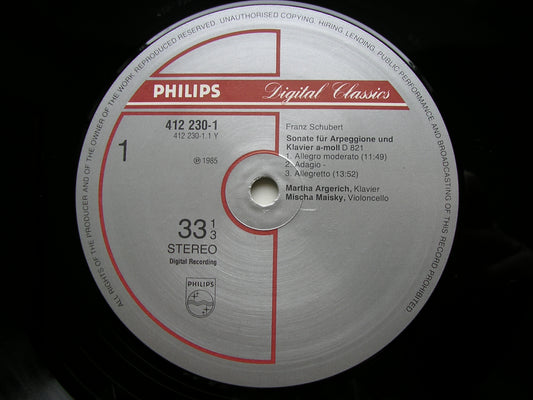 ALL RIGHTS OF THE PRODUCER AND OF THE OWNER OF THE WORK REPRODUCED RESERVED. UNAUTHORISED COPYING, HIRING, LENDING, PUBLIC PERFORMANCE AND BROADCASTING OF THIS RECORD PROHIBITED.
PHILIPS Digital Classics
412 230-1
412 230-1.1 Y
1
℗ 1985
33 1/3
STEREO
Digital Recording
PHILIPS
Franz Schubert
Sonate für Arpeggione und
Klavier a-moll D 821
1. Allegro moderato (11:49)
2. Adagio -
3. Allegretto (13:52)
Martha Argerich, Klavier
Mischa Maisky, Violoncello